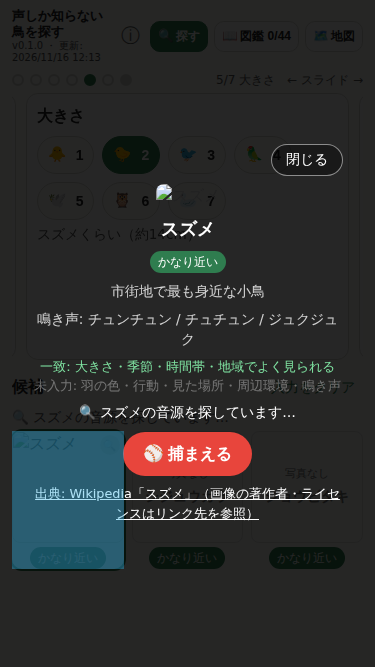 声しか知らない
鳥を探す
v0.1.0 · 更新:
2026/11/16 12:13
ⓘ
🔍 探す
📖 図鑑 0/44
🗺️ 地図
5/7 大きさ ← スライド →
大きさ
1
2
3
5
6
7
閉じる
スズメくらい（約1
スズメ
かなり近い
市街地で最も身近な小鳥
鳴き声: チュンチュン / チュチュン / ジュクジュ
ク
一致: 大きさ・季節・時間帯・地域でよく見られる
候補
未入力: 羽の色・行動・見た場所・周辺環境・鳴き声
🔍 スズメの音源を探しています…
スズメ
捕まえる
写真なし
出典: Wikipedia「スズメ」（画像の著作者・ライセ
ンスはリンク先を参照）
かなり近い
かなり近い
かなり近い